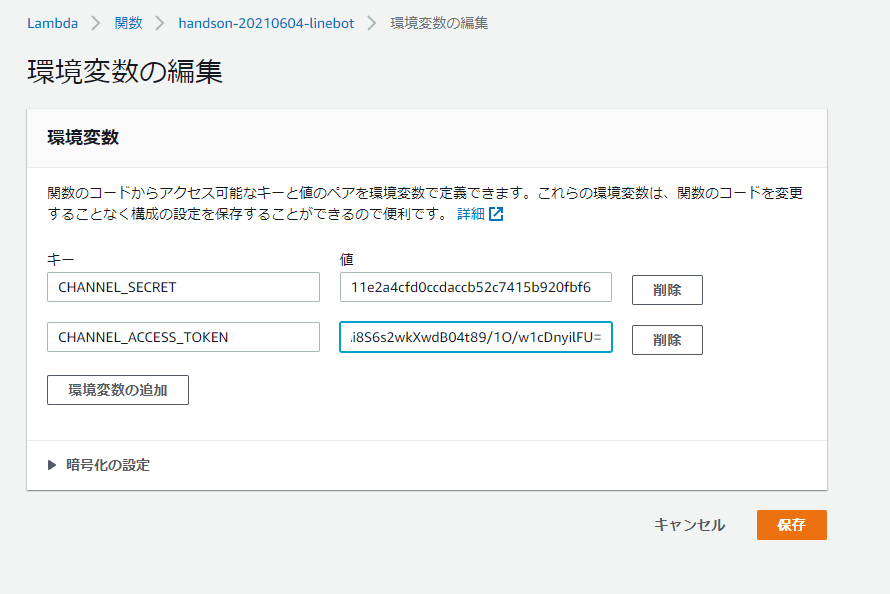 Lambda > 関数 > handson-20210604-linebot > 環境変数の編集
環境変数の編集
環境変数
関数のコードからアクセス可能なキーと値のペアを環境変数で定義できます。これらの環境変数は、関数のコードを変更
することなく構成の設定を保存することができるので便利です。 詳細
キー 値
CHANNEL_SECRET 11e2a4cfd0ccdaccb52c7415b920fbf6 削除
CHANNEL_ACCESS_TOKEN i8S6s2wkXwdB04t89/1O/w1cDnyilFU= 削除
環境変数の追加
▶ 暗号化の設定
キャンセル 保存